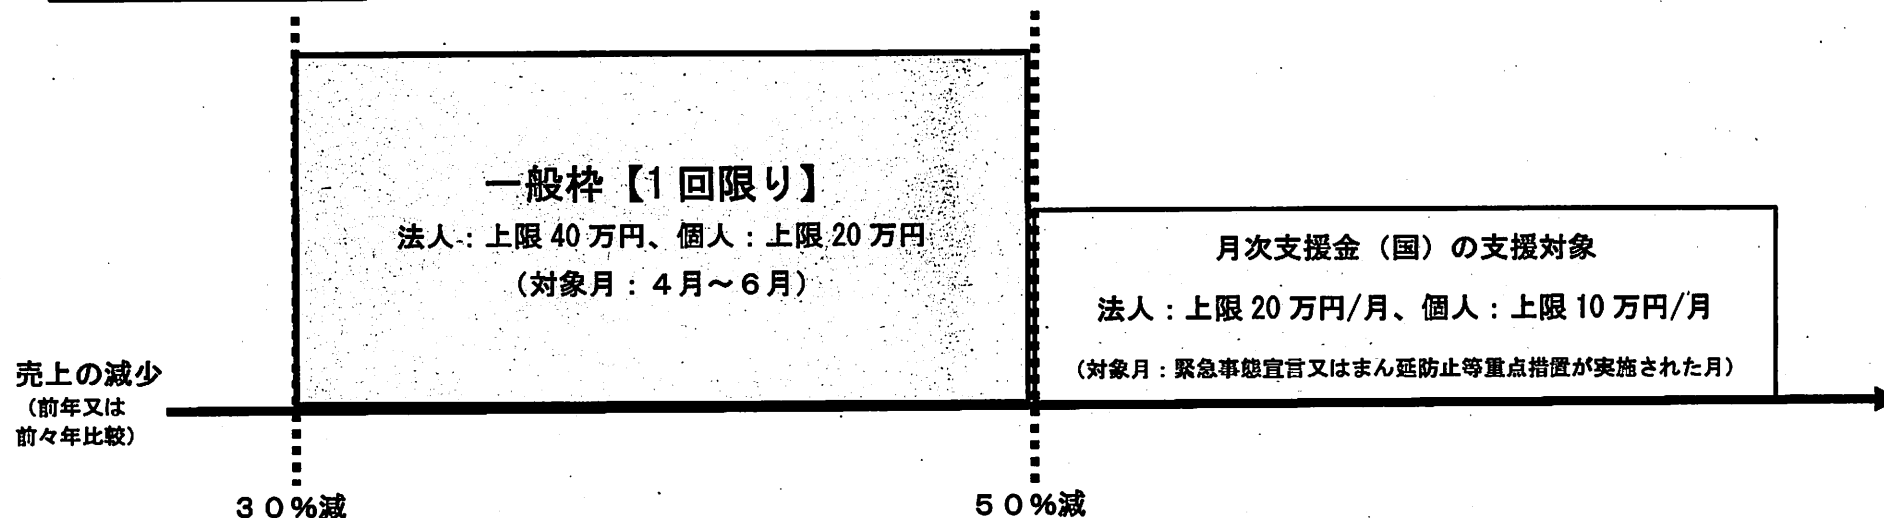 一般枠【1回限り】
法人：上限40万円、個人：上限20万円
（対象月：４月～６月）
月次支援金（国）の支援対象
法人：上限20万円/月、個人：上限10万円/月
（対象月：緊急事態宣言又はまん延防止等重点措置が実施された月）
売上の減少
（前年又は
前々年比較）
３０％減
５０％減